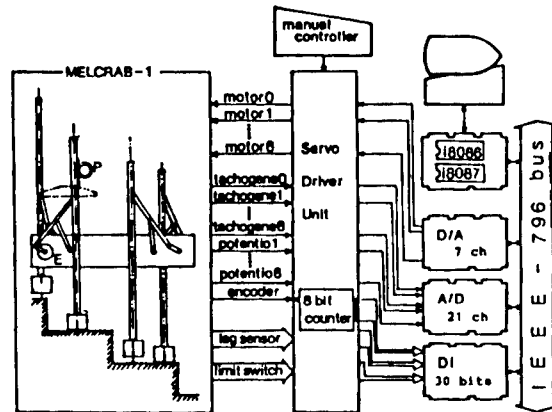 manuel
controller
MELCRAB-1
motor0
motor1
motor6
tachogene0
tachogene1
tachogene6
potentio1
potentio6
encoder
leg sensor
limit switch
Servo
Driver
Unit
8 bit
counter
i8086
i8087
D/A
7 ch
A/D
21 ch
DI
30 bits
IEEE-796 bus
P
E